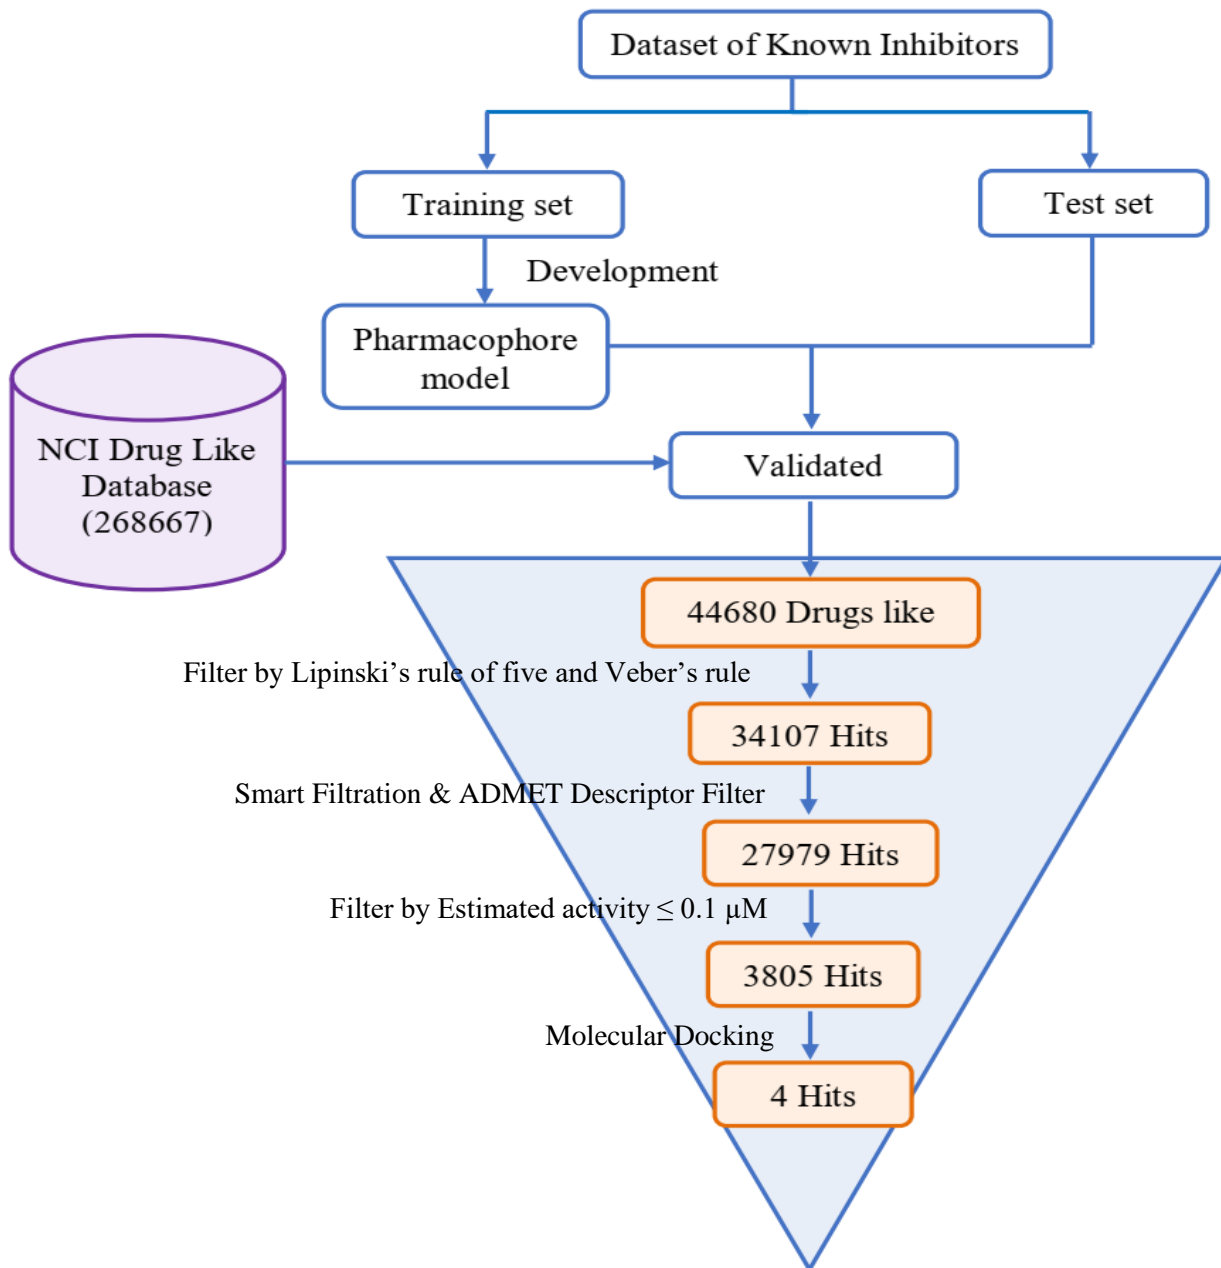 Dataset of Known Inhibitors
Training set
Test set
Development
Pharmacophore
model
NCI Drug Like
Database
(268667)
Validated
44680 Drugs like
Filter by Lipinski’s rule of five and Veber’s rule
34107 Hits
Smart Filtration & ADMET Descriptor Filter
27979 Hits
Filter by Estimated activity ≤ 0.1 µM
3805 Hits
Molecular Docking
4 Hits